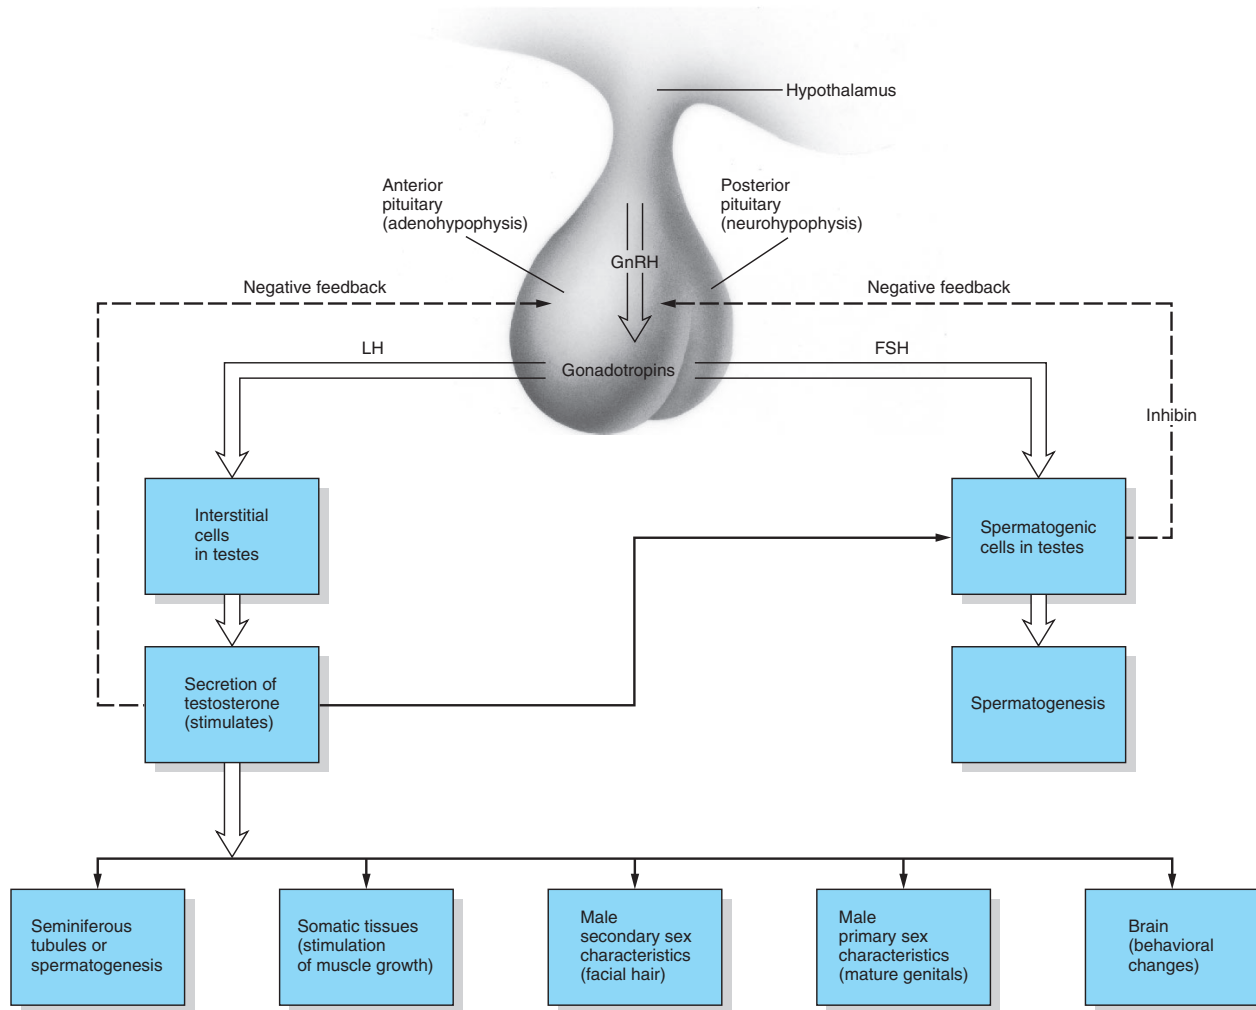 Hypothalamus
Anterior
pituitary
(adenohypophysis)
Posterior
pituitary
(neurohypophysis)
GnRH
Negative feedback
Negative feedback
LH
FSH
Gonadotropins
Inhibin
Interstitial
cells
in testes
Spermatogenic
cells in testes
Secretion of
testosterone
(stimulates)
Spermatogenesis
Seminiferous
tubules or
spermatogenesis
Somatic tissues
(stimulation
of muscle growth)
Male
secondary sex
characteristics
(facial hair)
Male
primary sex
characteristics
(mature genitals)
Brain
(behavioral
changes)